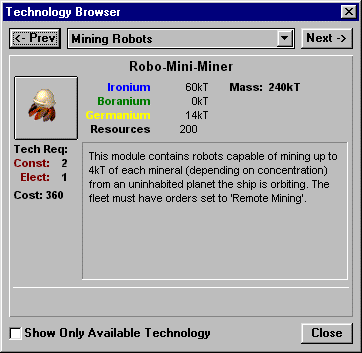 Technology Browser
<- Prev Mining Robots Next ->
Robo-Mini-Miner
Ironium 60kT Mass: 240kT
Boranium 0kT
Germanium 14kT
Resources 200
Tech Req:
Const: 2
Elect: 1
Cost: 360
This module contains robots capable of mining up to
4kT of each mineral (depending on concentration)
from an uninhabited planet the ship is orbiting. The
fleet must have orders set to 'Remote Mining'.
Show Only Available Technology Close